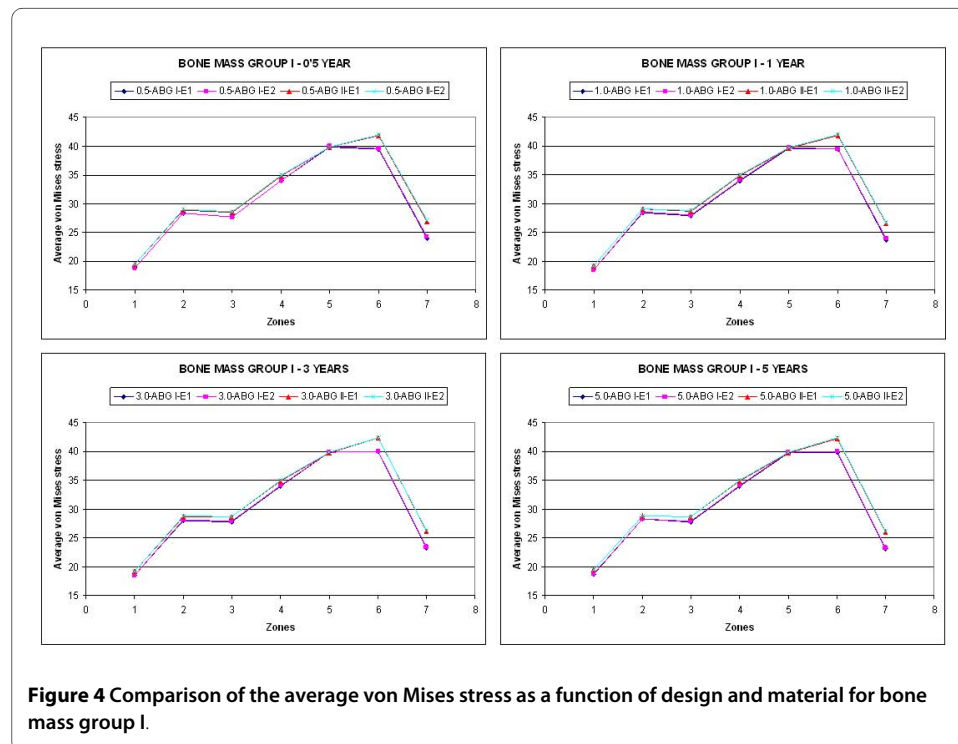 BONE MASS GROUP I - 0'5 YEAR
0.5-ABG I-E1 0.5-ABG I-E2 0.5-ABG II-E1 0.5-ABG II-E2
Average von Mises stress
45
40
35
30
25
20
15
0 1 2 3 4 5 6 7 8
Zones
BONE MASS GROUP I - 1 YEAR
1.0-ABG I-E1 1.0-ABG I-E2 1.0-ABG II-E1 1.0-ABG II-E2
Average von Mises stress
45
40
35
30
25
20
15
0 1 2 3 4 5 6 7 8
Zones
BONE MASS GROUP I - 3 YEARS
3.0-ABG I-E1 3.0-ABG I-E2 3.0-ABG II-E1 3.0-ABG II-E2
Average von Mises stress
45
40
35
30
25
20
15
0 1 2 3 4 5 6 7 8
Zones
BONE MASS GROUP I - 5 YEARS
5.0-ABG I-E1 5.0-ABG I-E2 5.0-ABG II-E1 5.0-ABG II-E2
Average von Mises stress
45
40
35
30
25
20
15
0 1 2 3 4 5 6 7 8
Zones
Figure 4 Comparison of the average von Mises stress as a function of design and material for bone
mass group I.